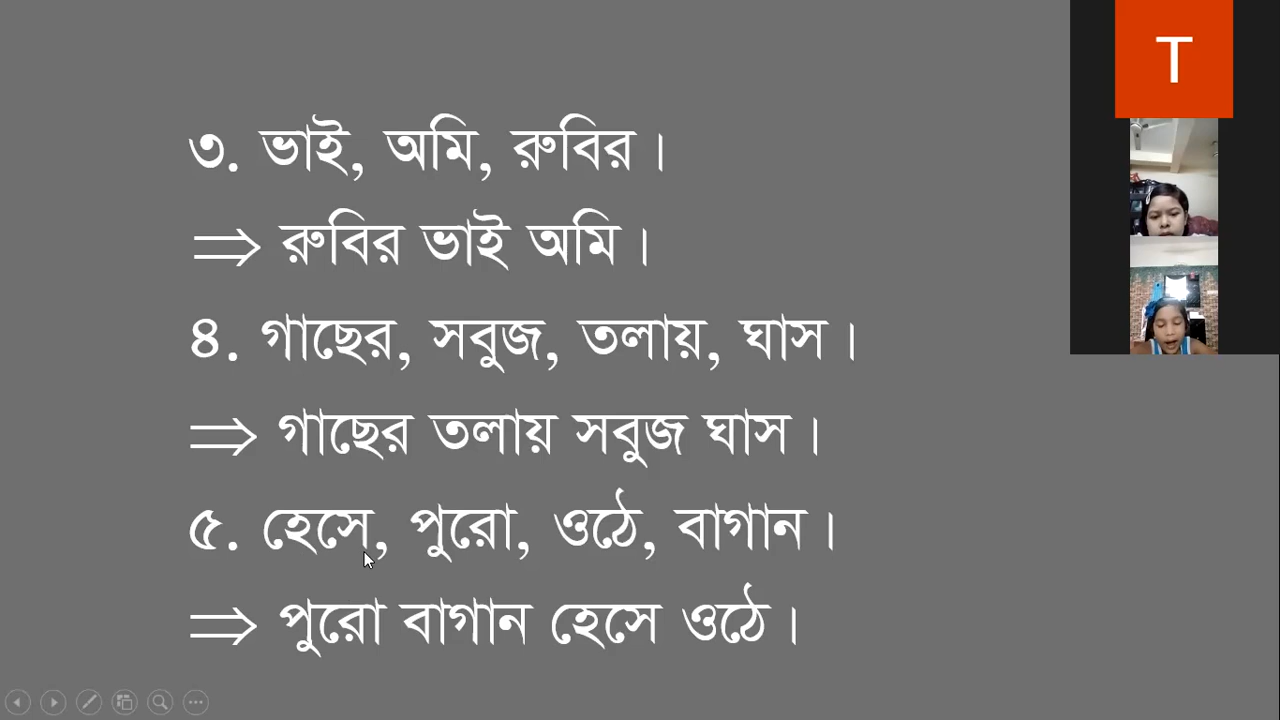 ৩. ভাই, অমি, রুবির।
⇒ রুবির ভাই অমি।
৪. গাছের, সবুজ, তলায়, ঘাস।
⇒ গাছের তলায় সবুজ ঘাস।
৫. হেসে, পুরো, ওঠে, বাগান।
⇒ পুরো বাগান হেসে ওঠে।
T